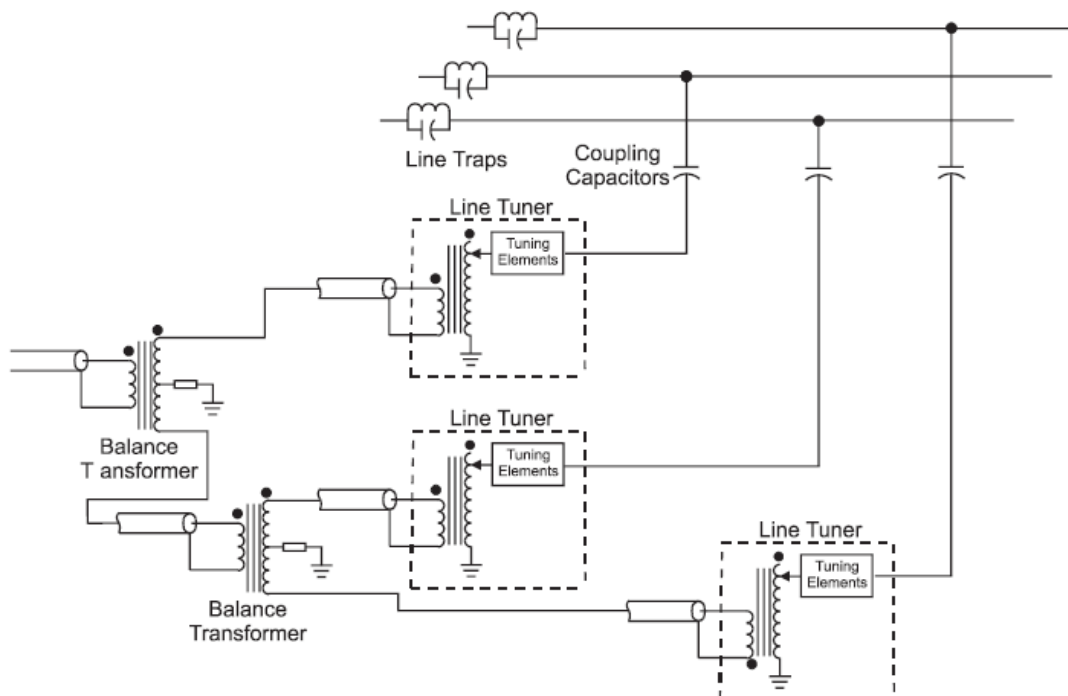 Line Traps
Coupling
Capacitors
Line Tuner
Tuning
Elements
Balance
T ansformer
Line Tuner
Tuning
Elements
Balance
Transformer
Line Tuner
Tuning
Elements